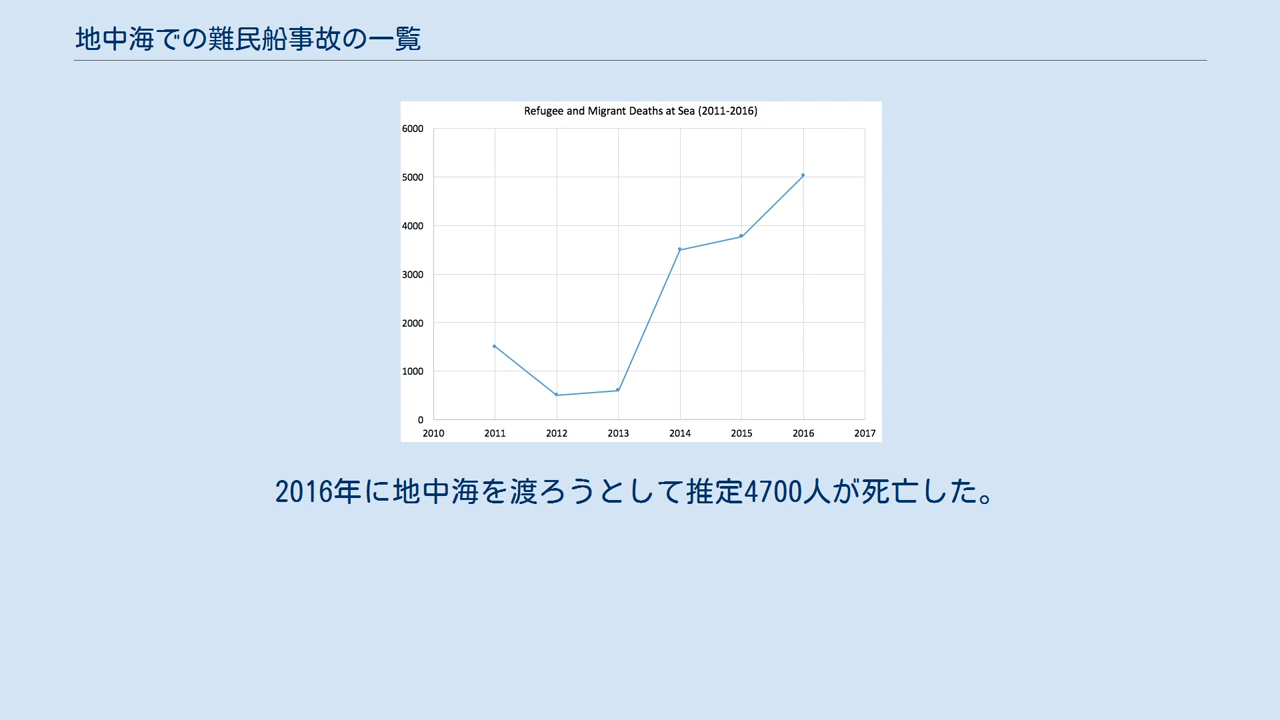 地中海での難民船事故の一覧
Refugee and Migrant Deaths at Sea (2011-2016)
6000
5000
4000
3000
2000
1000
0
2010 2011 2012 2013 2014 2015 2016 2017
2016年に地中海を渡ろうとして推定4700人が死亡した。